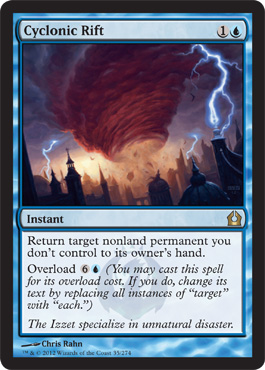 Cyclonic Rift 1
Instant
Return target nonland permanent you
don't control to its owner's hand.
Overload 6 (You may cast this spell
for its overload cost. If you do, change its
text by replacing all instances of "target"
with "each.")
The Izzet specialize in unnatural disaster.
Chris Rahn
™ & © 2012 Wizards of the Coast 35/274